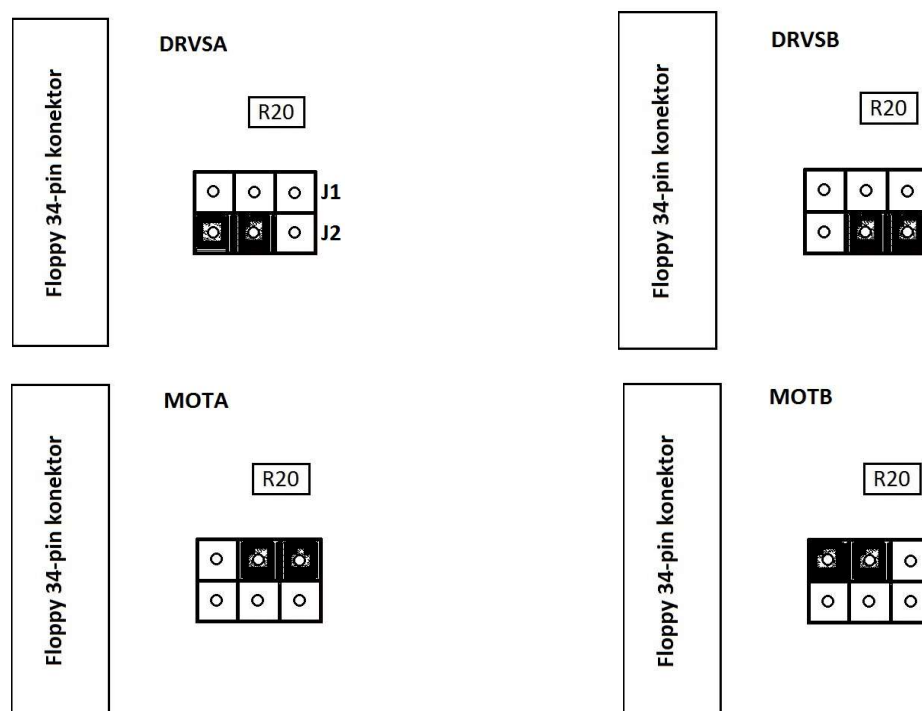 DRVSA
R20
J1
J2
Floppy 34-pin konektor
DRVSB
R20
Floppy 34-pin konektor
MOTA
R20
Floppy 34-pin konektor
MOTB
R20
Floppy 34-pin konektor